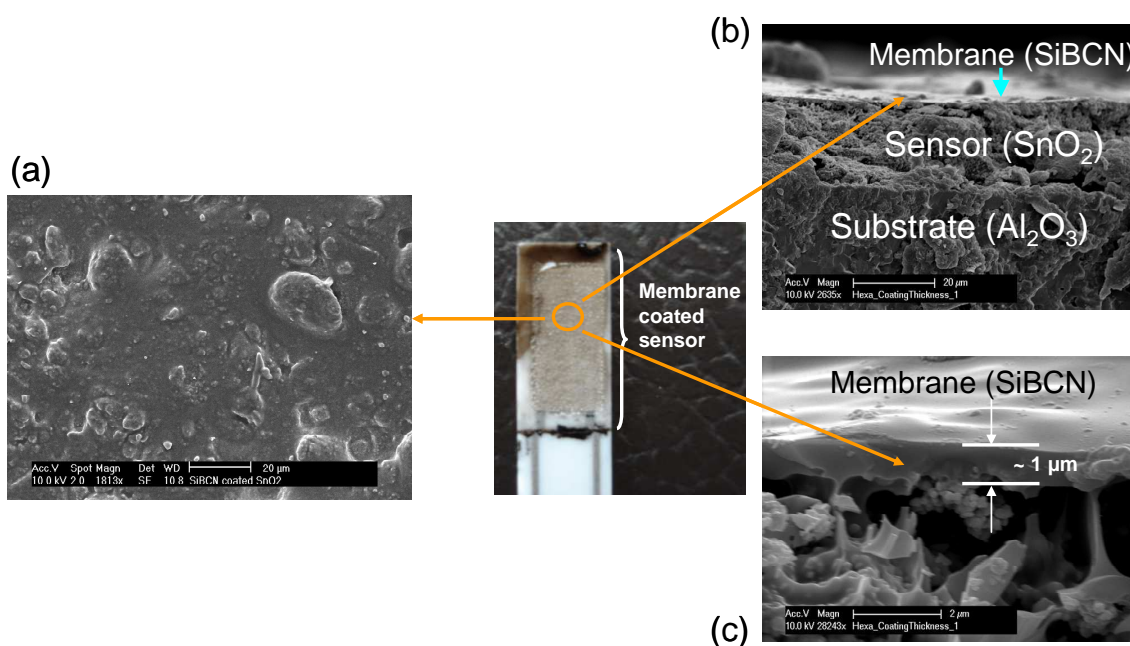 (a)
Acc.V Spot Magn Det WD 20 µm
10.0 kV 2.0 1813x SE 10.8 SiBCN coated SnO2
Membrane
coated
sensor
(b)
Membrane (SiBCN)
Sensor (SnO₂)
Substrate (Al₂O₃)
Acc.V Magn 20 µm
10.0 kV 2635x Hexa_CoatingThickness_1
Membrane (SiBCN)
~ 1 µm
Acc.V Magn 2 µm
10.0 kV 28243x Hexa_CoatingThickness_1
(c)